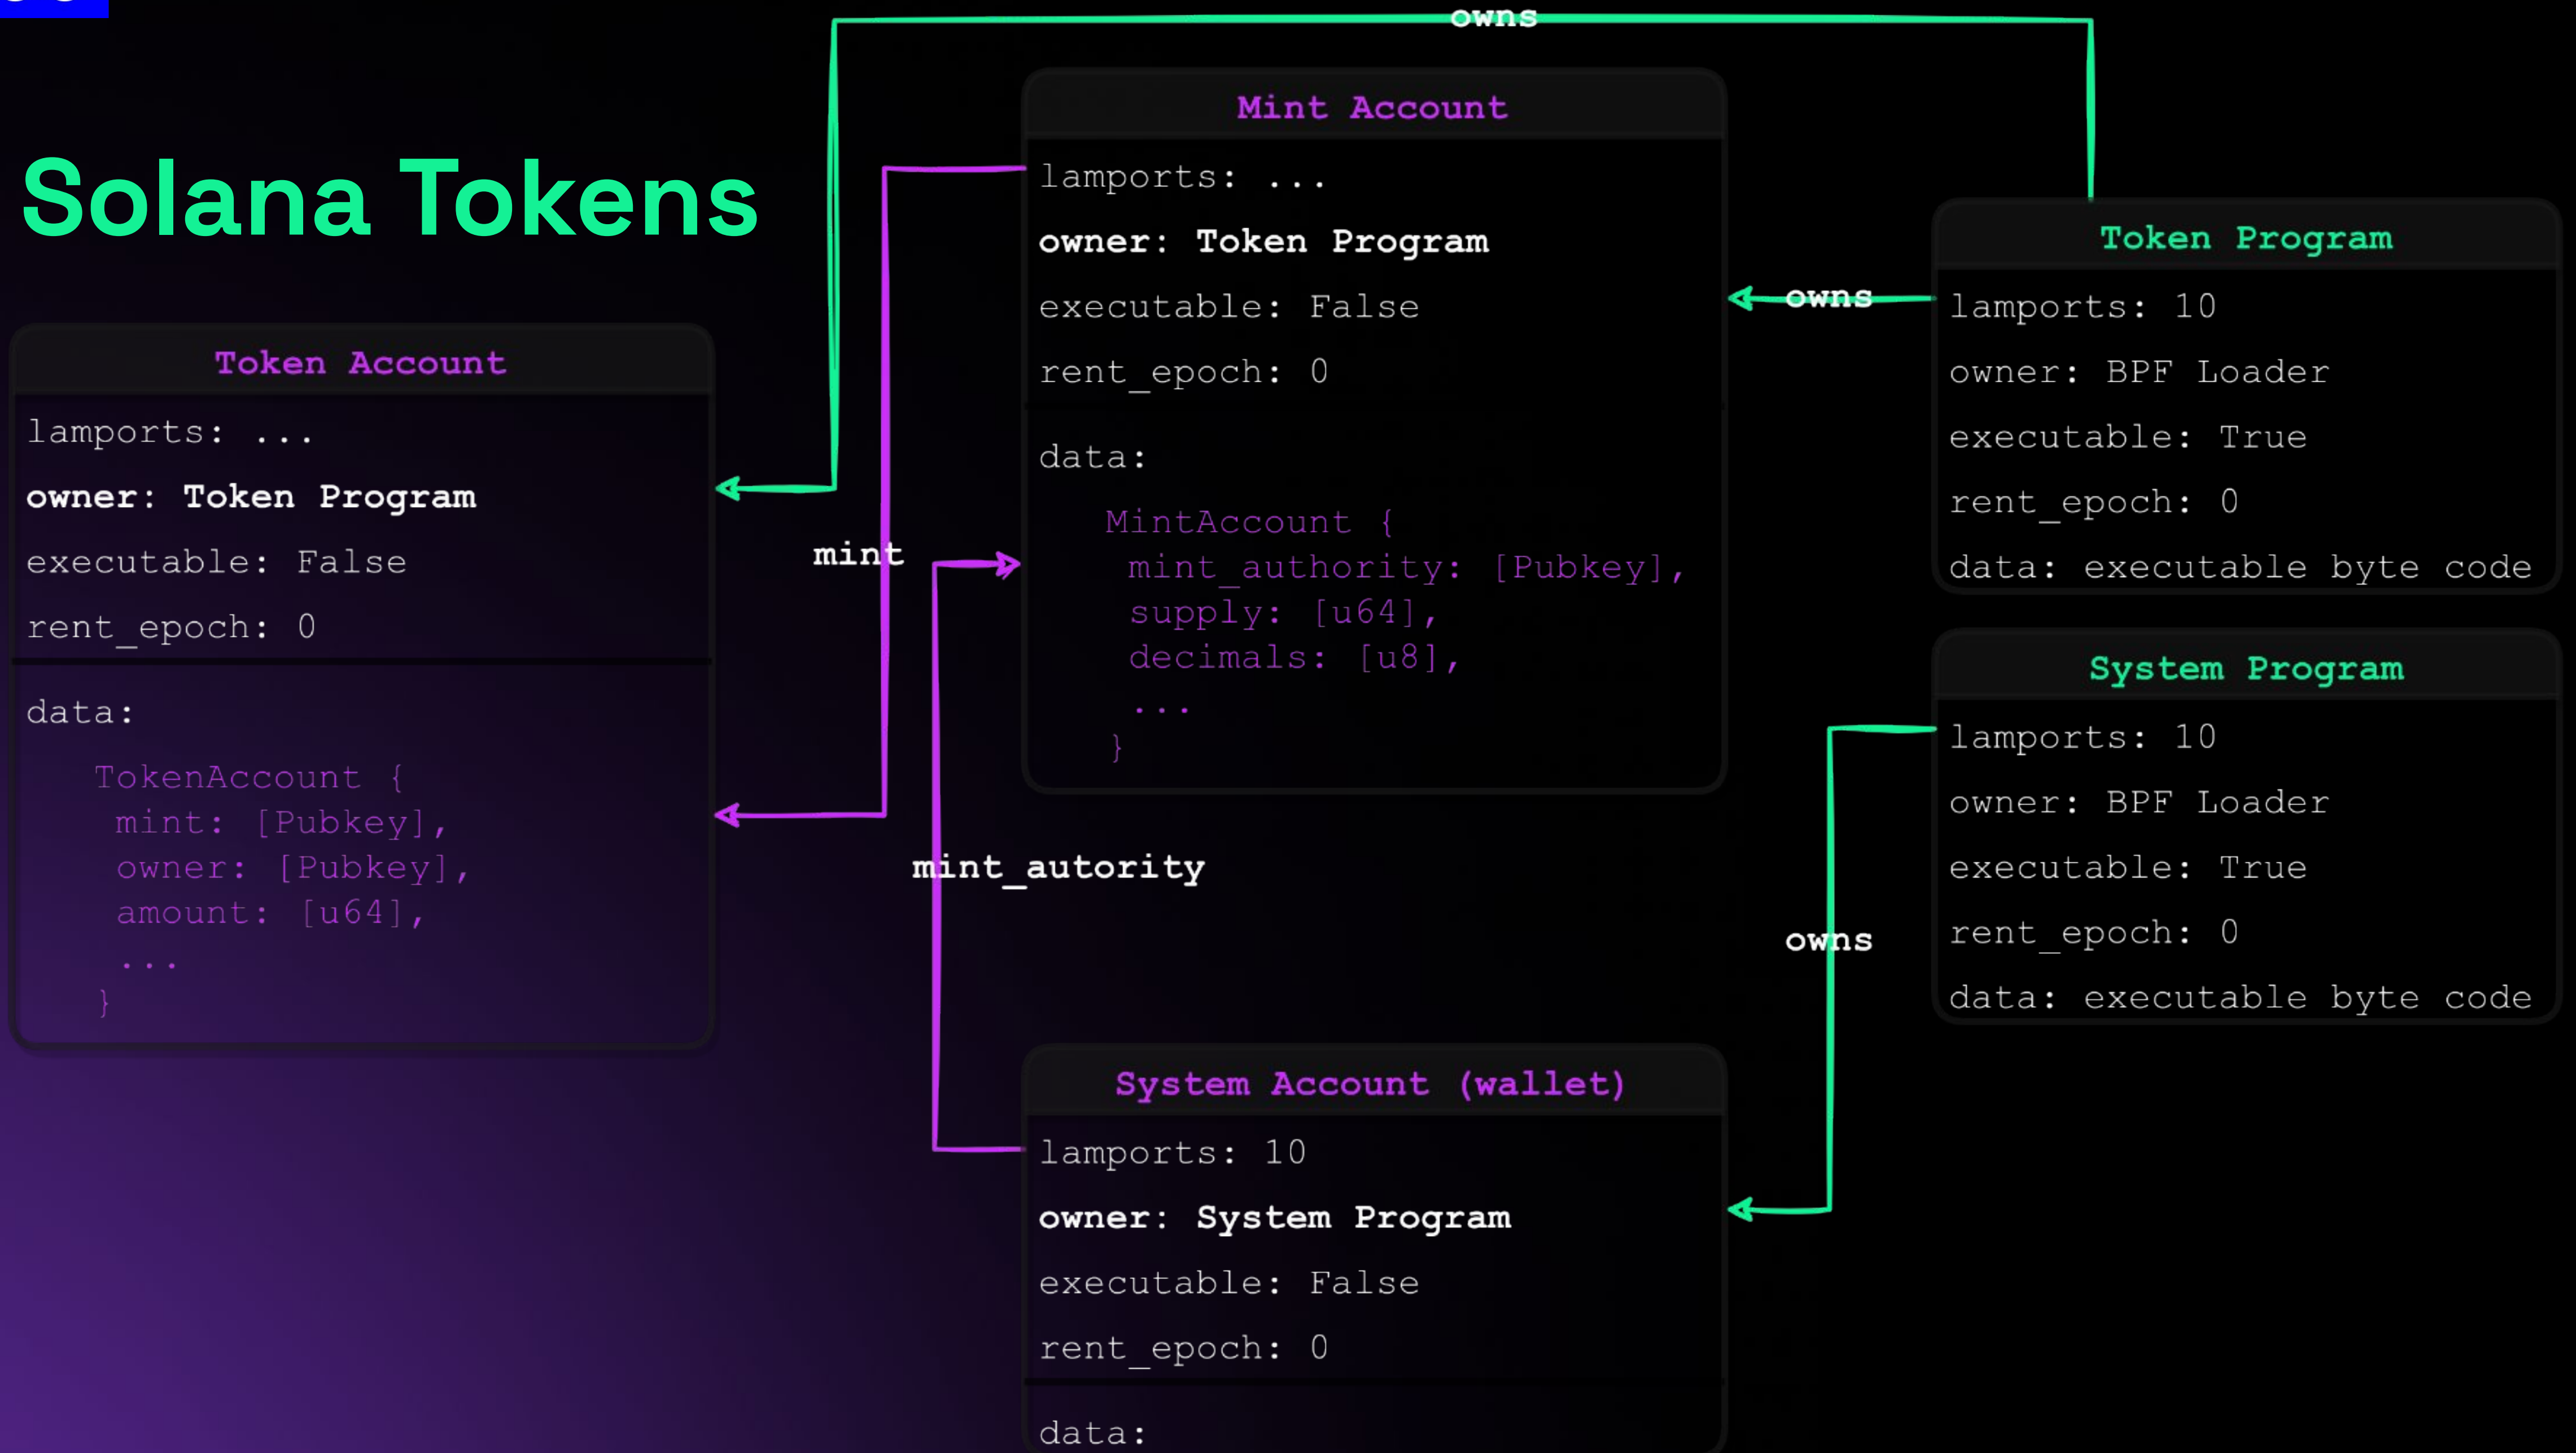 owns
Solana Tokens
Token Account
lamports: ...
owner: Token Program
executable: False
rent_epoch: 0
data:
TokenAccount {
mint: [Pubkey],
owner: [Pubkey],
amount: [u64],
...
}
mint
Mint Account
lamports: ...
owner: Token Program
executable: False
rent_epoch: 0
data:
MintAccount {
mint_authority: [Pubkey],
supply: [u64],
decimals: [u8],
...
}
mint_autority
System Account (wallet)
lamports: 10
owner: System Program
executable: False
rent_epoch: 0
data:
owns
Token Program
lamports: 10
owner: BPF Loader
executable: True
rent_epoch: 0
data: executable byte code
System Program
lamports: 10
owner: BPF Loader
executable: True
rent_epoch: 0
data: executable byte code
owns